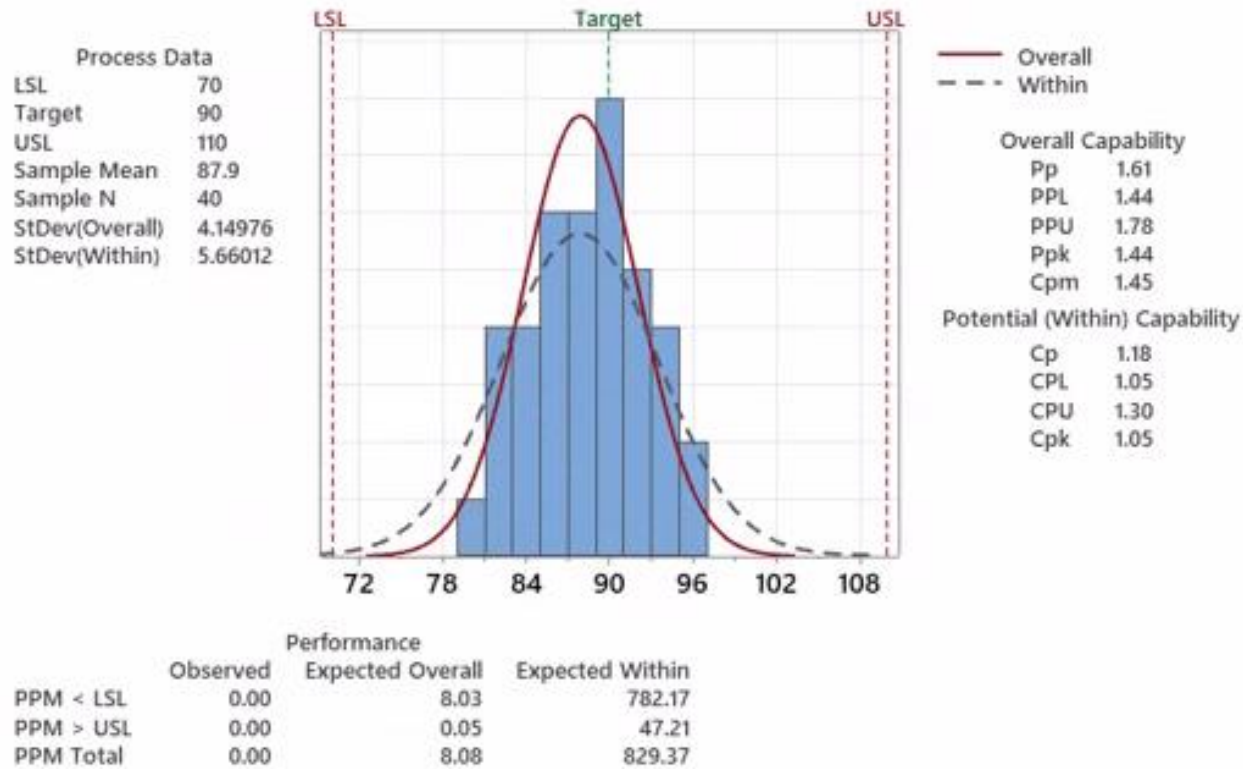 LSL Target USL
Process Data
LSL 70
Target 90
USL 110
Sample Mean 87.9
Sample N 40
StDev(Overall) 4.14976
StDev(Within) 5.66012
Overall
Within
Overall Capability
Pp 1.61
PPL 1.44
PPU 1.78
Ppk 1.44
Cpm 1.45
Potential (Within) Capability
Cp 1.18
CPL 1.05
CPU 1.30
Cpk 1.05
72 78 84 90 96 102 108
Performance
Observed Expected Overall Expected Within
PPM < LSL 0.00 8.03 782.17
PPM > USL 0.00 0.05 47.21
PPM Total 0.00 8.08 829.37